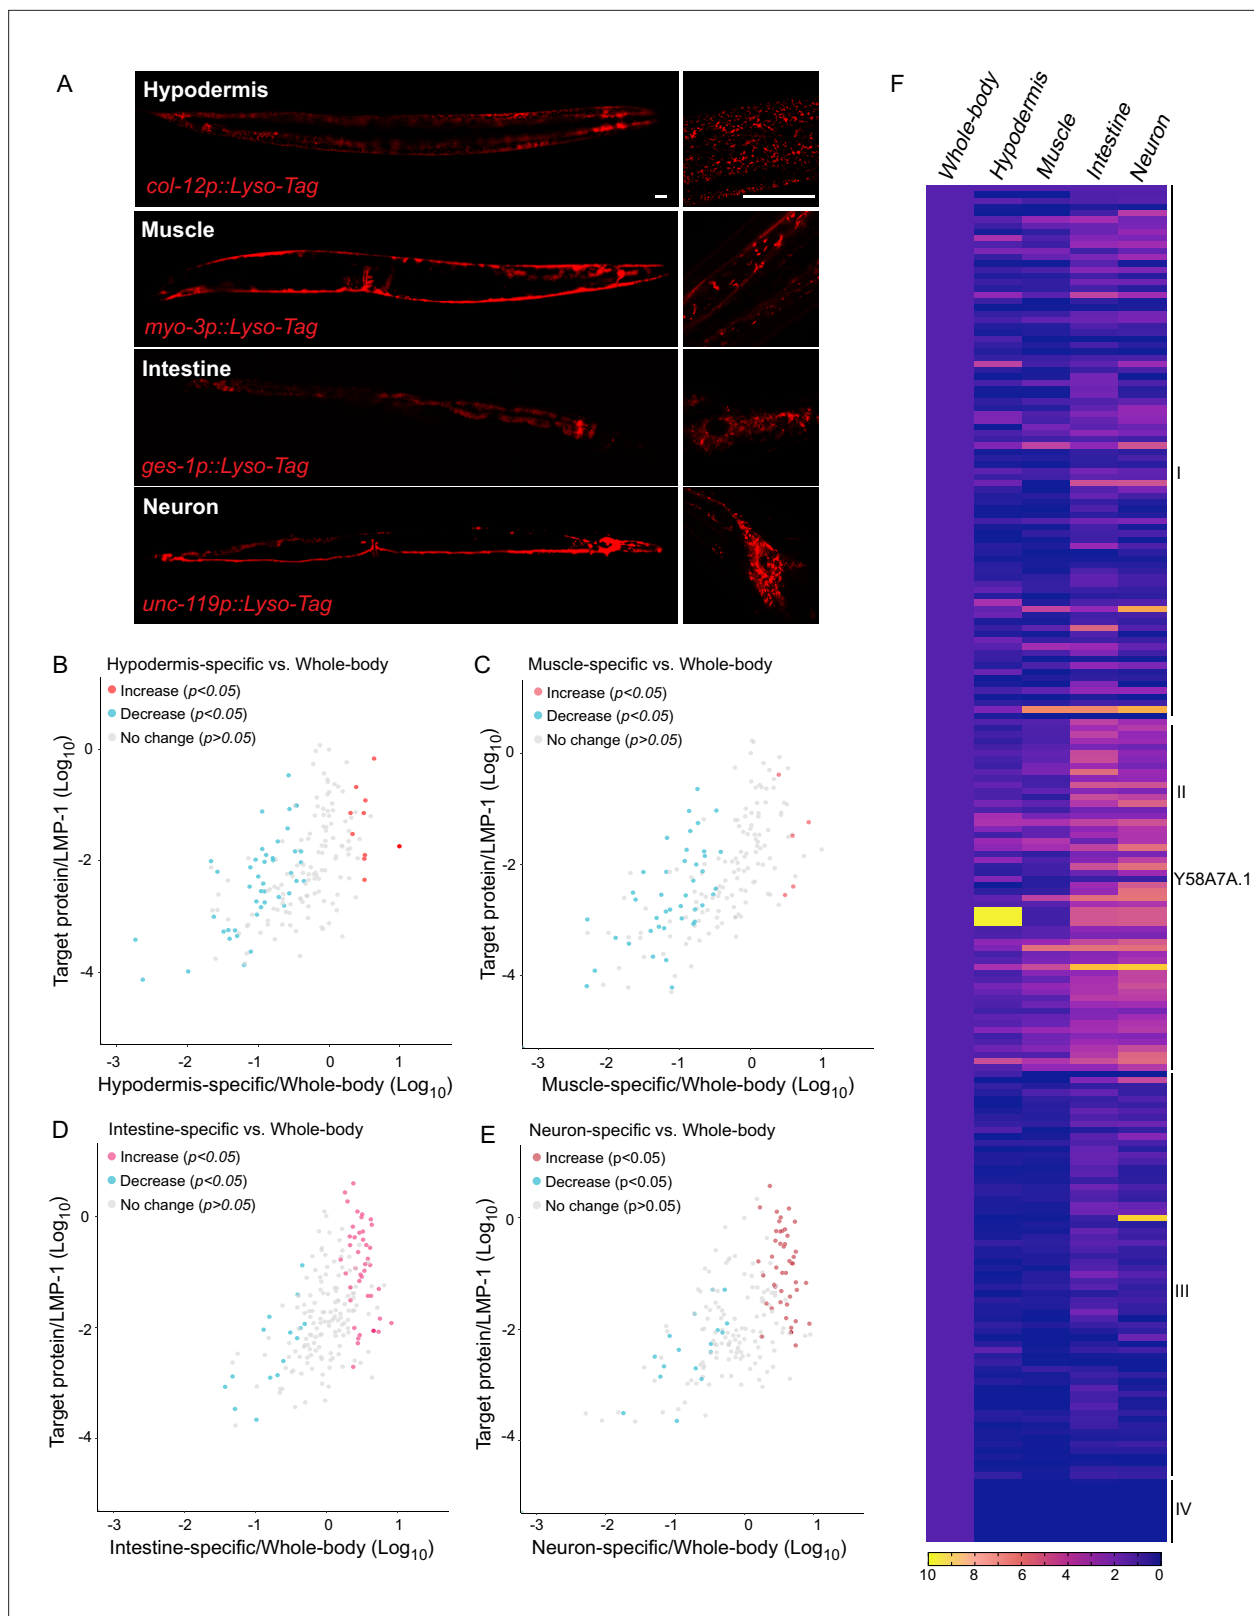 A
Hypodermis
col-12p::Lyso-Tag
Muscle
myo-3p::Lyso-Tag
Intestine
ges-1p::Lyso-Tag
Neuron
unc-119p::Lyso-Tag
B
Hypodermis-specific vs. Whole-body
Increase (p<0.05)
Decrease (p<0.05)
No change (p>0.05)
Target protein/LMP-1 (Log10)
0
-2
-4
-3
-2
-1
0
1
Hypodermis-specific/Whole-body (Log10)
C
Muscle-specific vs. Whole-body
Increase (p<0.05)
Decrease (p<0.05)
No change (p>0.05)
Target protein/LMP-1 (Log10)
0
-2
-4
-3
-2
-1
0
1
Muscle-specific/Whole-body (Log10)
D
Intestine-specific vs. Whole-body
Increase (p<0.05)
Decrease (p<0.05)
No change (p>0.05)
Target protein/LMP-1 (Log10)
0
-2
-4
-3
-2
-1
0
1
Intestine-specific/Whole-body (Log10)
E
Neuron-specific vs. Whole-body
Increase (p<0.05)
Decrease (p<0.05)
No change (p>0.05)
Target protein/LMP-1 (Log10)
0
-2
-4
-3
-2
-1
0
1
Neuron-specific/Whole-body (Log10)
F
Whole-body
Hypodermis
Muscle
Intestine
Neuron
I
II
Y58A7A.1
III
IV
10 8 6 4 2 0